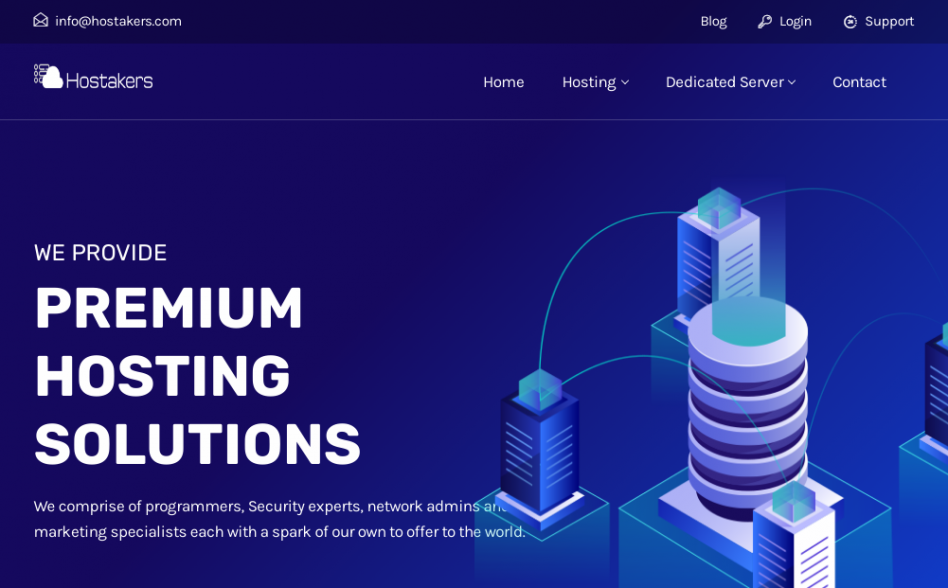 info@hostakers.com
Blog
Login
Support
Hostakers
Home
Hosting
Dedicated Server
Contact
WE PROVIDE
PREMIUM
HOSTING
SOLUTIONS
We comprise of programmers, Security experts, network admins and
marketing specialists each with a spark of our own to offer to the world.